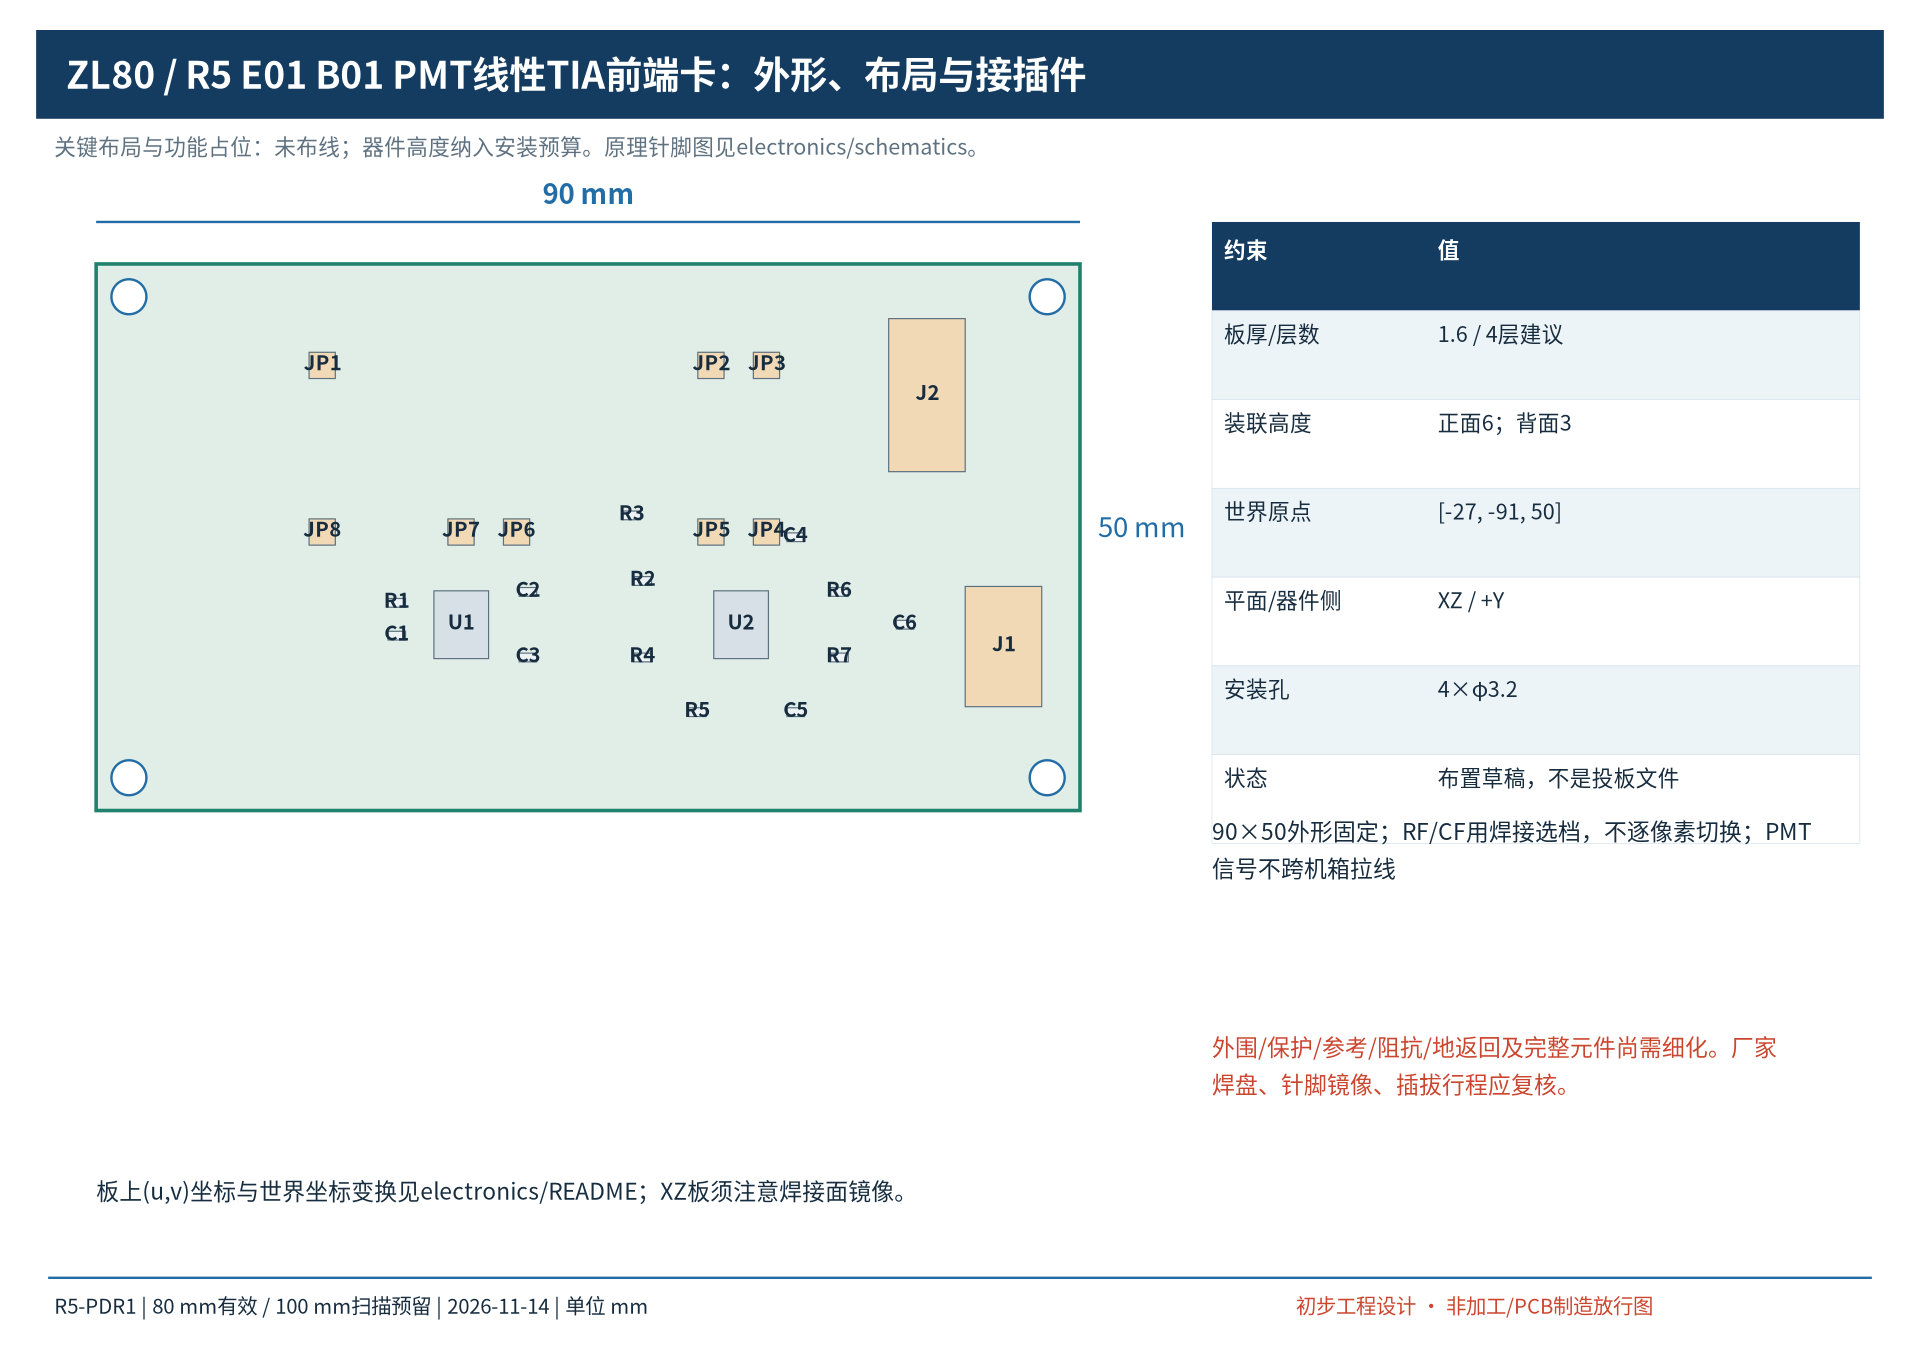 ZL80 / R5 E01 B01 PMT线性TIA前端卡：外形、布局与接插件
关键布局与功能占位：未布线；器件高度纳入安装预算。原理针脚图见electronics/schematics。
90 mm
JP1
JP2
JP3
J2
JP8
JP7
JP6
R3
JP5
JP4
C4
50 mm
R1
C1
U1
C2
C3
R2
R4
U2
R6
R7
C6
J1
R5
C5
约束 值
板厚/层数 1.6 / 4层建议
装联高度 正面6；背面3
世界原点 [-27, -91, 50]
平面/器件侧 XZ / +Y
安装孔 4×φ3.2
状态 布置草稿，不是投板文件
90×50外形固定；RF/CF用焊接选档，不逐像素切换；PMT
信号不跨机箱拉线
外围/保护/参考/阻抗/地返回及完整元件尚需细化。厂家
焊盘、针脚镜像、插拔行程应复核。
板上(u,v)坐标与世界坐标变换见electronics/README；XZ板须注意焊接面镜像。
R5-PDR1 | 80 mm有效 / 100 mm扫描预留 | 2026-11-14 | 单位 mm
初步工程设计 · 非加工/PCB制造放行图